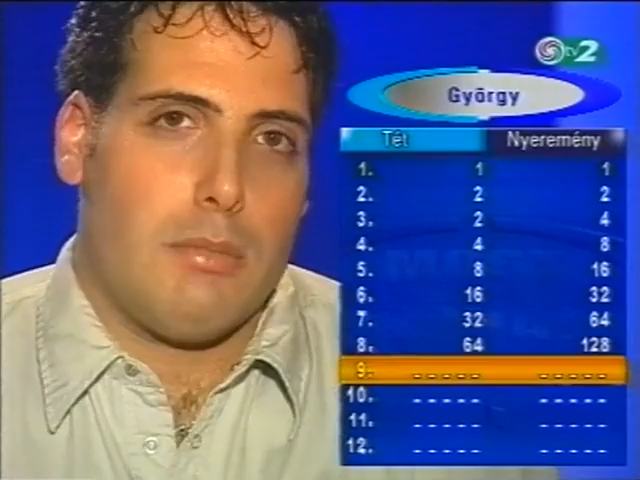 tv2
György
Tét Nyeremény
1. 1 1
2. 2 2
3. 2 4
4. 4 8
5. 8 16
6. 16 32
7. 32 64
8. 64 128
9. ----- -----
10. ----- -----
11. ----- -----
12. ----- -----